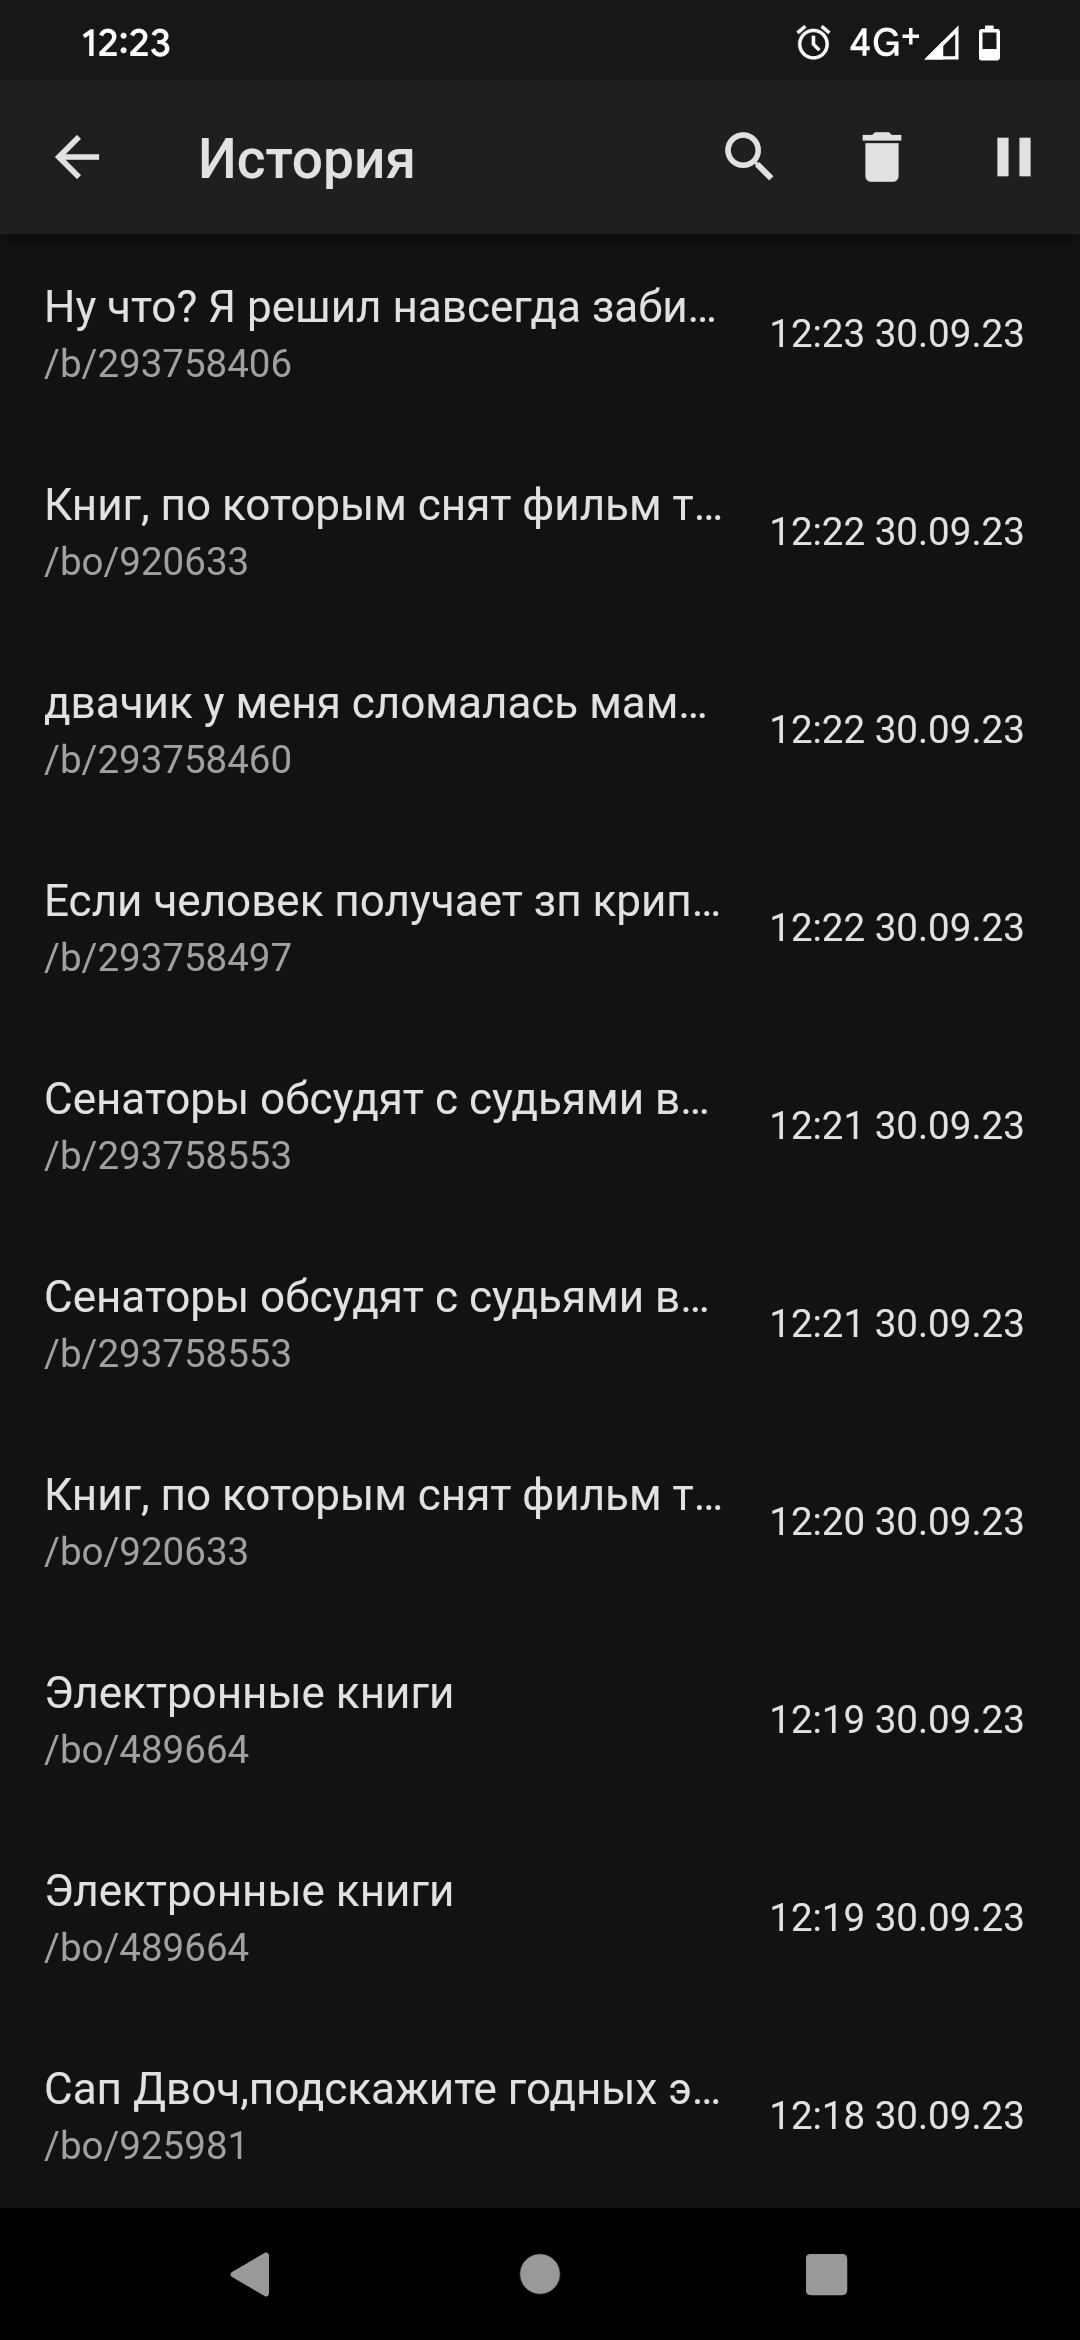 12:23 4G+
История
Ну что? Я решил навсегда заби...
12:23 30.09.23
/b/293758406
Книг, по которым снят фильм т...
12:22 30.09.23
/bo/920633
двачик у меня сломалась мам...
12:22 30.09.23
/b/293758460
Если человек получает зп крип...
12:22 30.09.23
/b/293758497
Сенаторы обсудят с судьями в...
12:21 30.09.23
/b/293758553
Сенаторы обсудят с судьями в...
12:21 30.09.23
/b/293758553
Книг, по которым снят фильм т...
12:20 30.09.23
/bo/920633
Электронные книги
12:19 30.09.23
/bo/489664
Электронные книги
12:19 30.09.23
/bo/489664
Сап Двоч,подскажите годных э...
12:18 30.09.23
/bo/925981